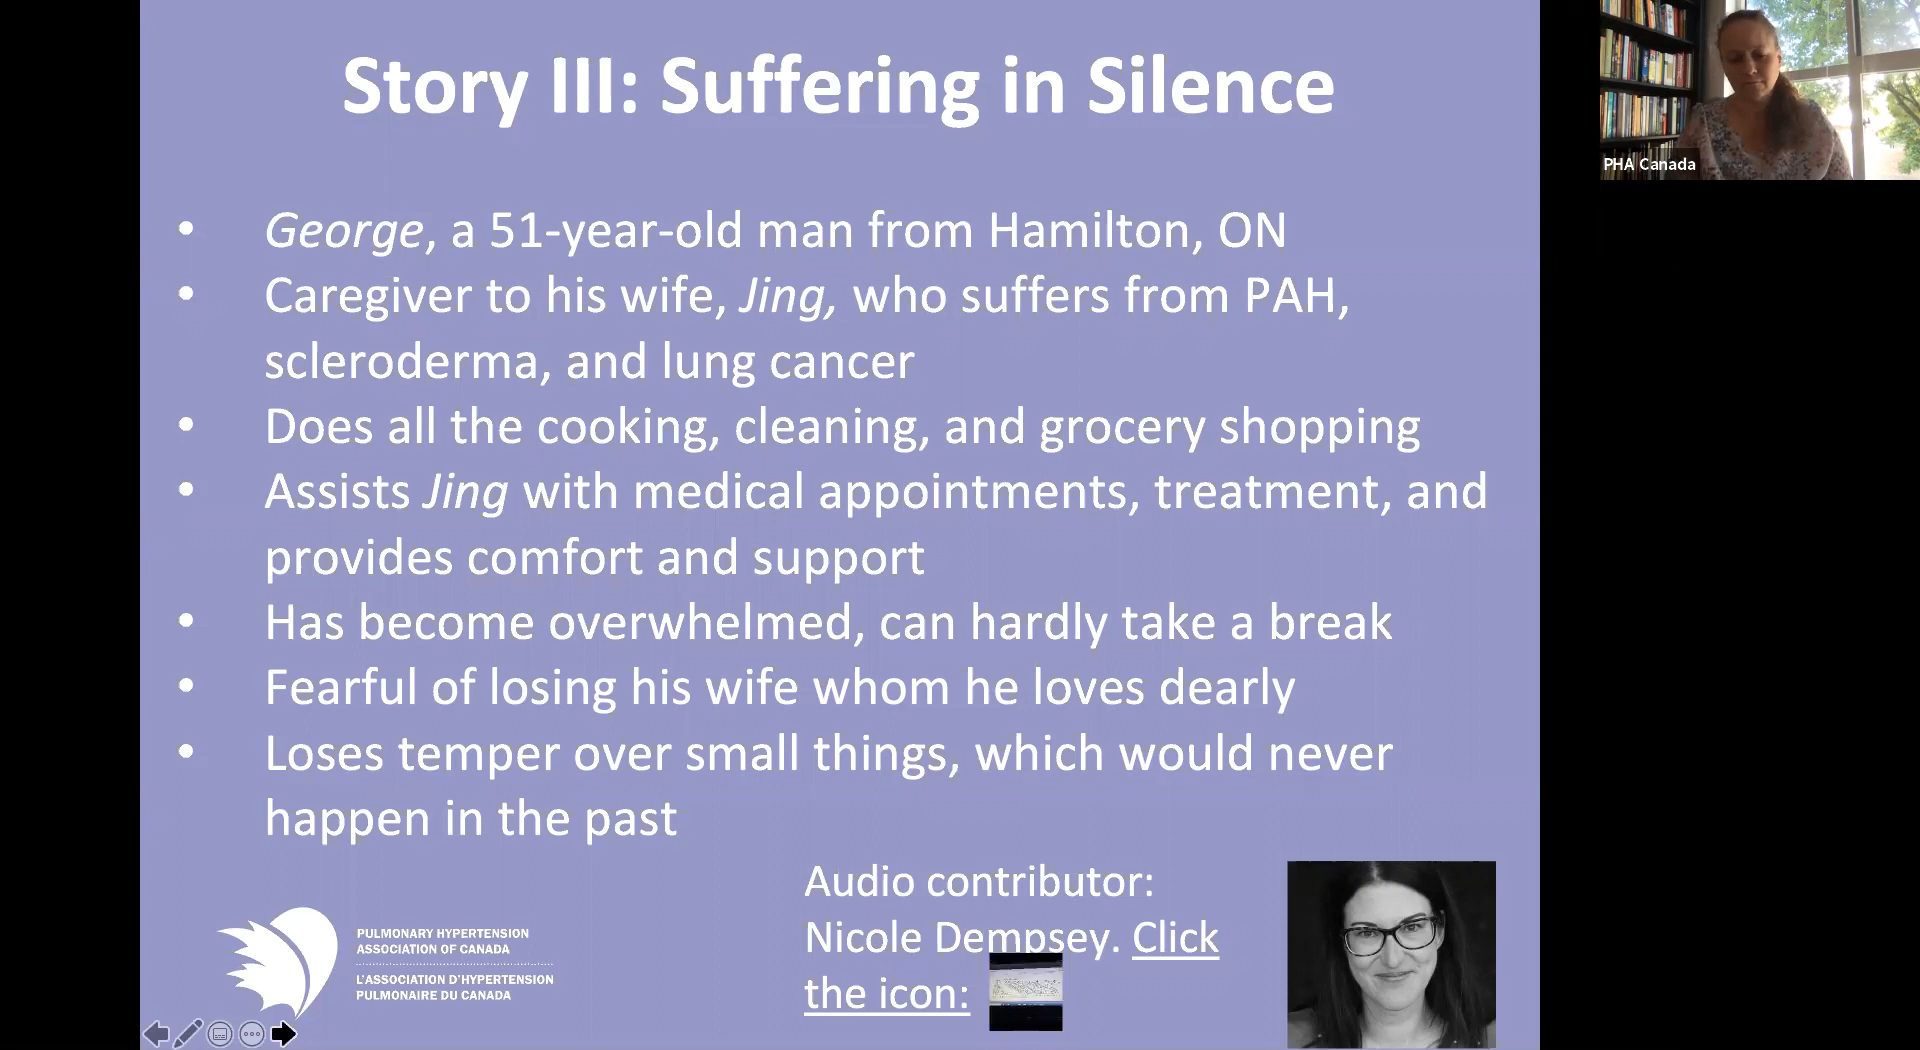 Story III: Suffering in Silence
PHA Canada
• George, a 51-year-old man from Hamilton, ON
• Caregiver to his wife, Jing, who suffers from PAH,
scleroderma, and lung cancer
• Does all the cooking, cleaning, and grocery shopping
• Assists Jing with medical appointments, treatment, and
provides comfort and support
• Has become overwhelmed, can hardly take a break
• Fearful of losing his wife whom he loves dearly
• Loses temper over small things, which would never
happen in the past
Audio contributor:
Nicole Dempsey. Click
the icon:
PULMONARY HYPERTENSION
ASSOCIATION OF CANADA
L'ASSOCIATION D'HYPERTENSION
PULMONAIRE DU CANADA